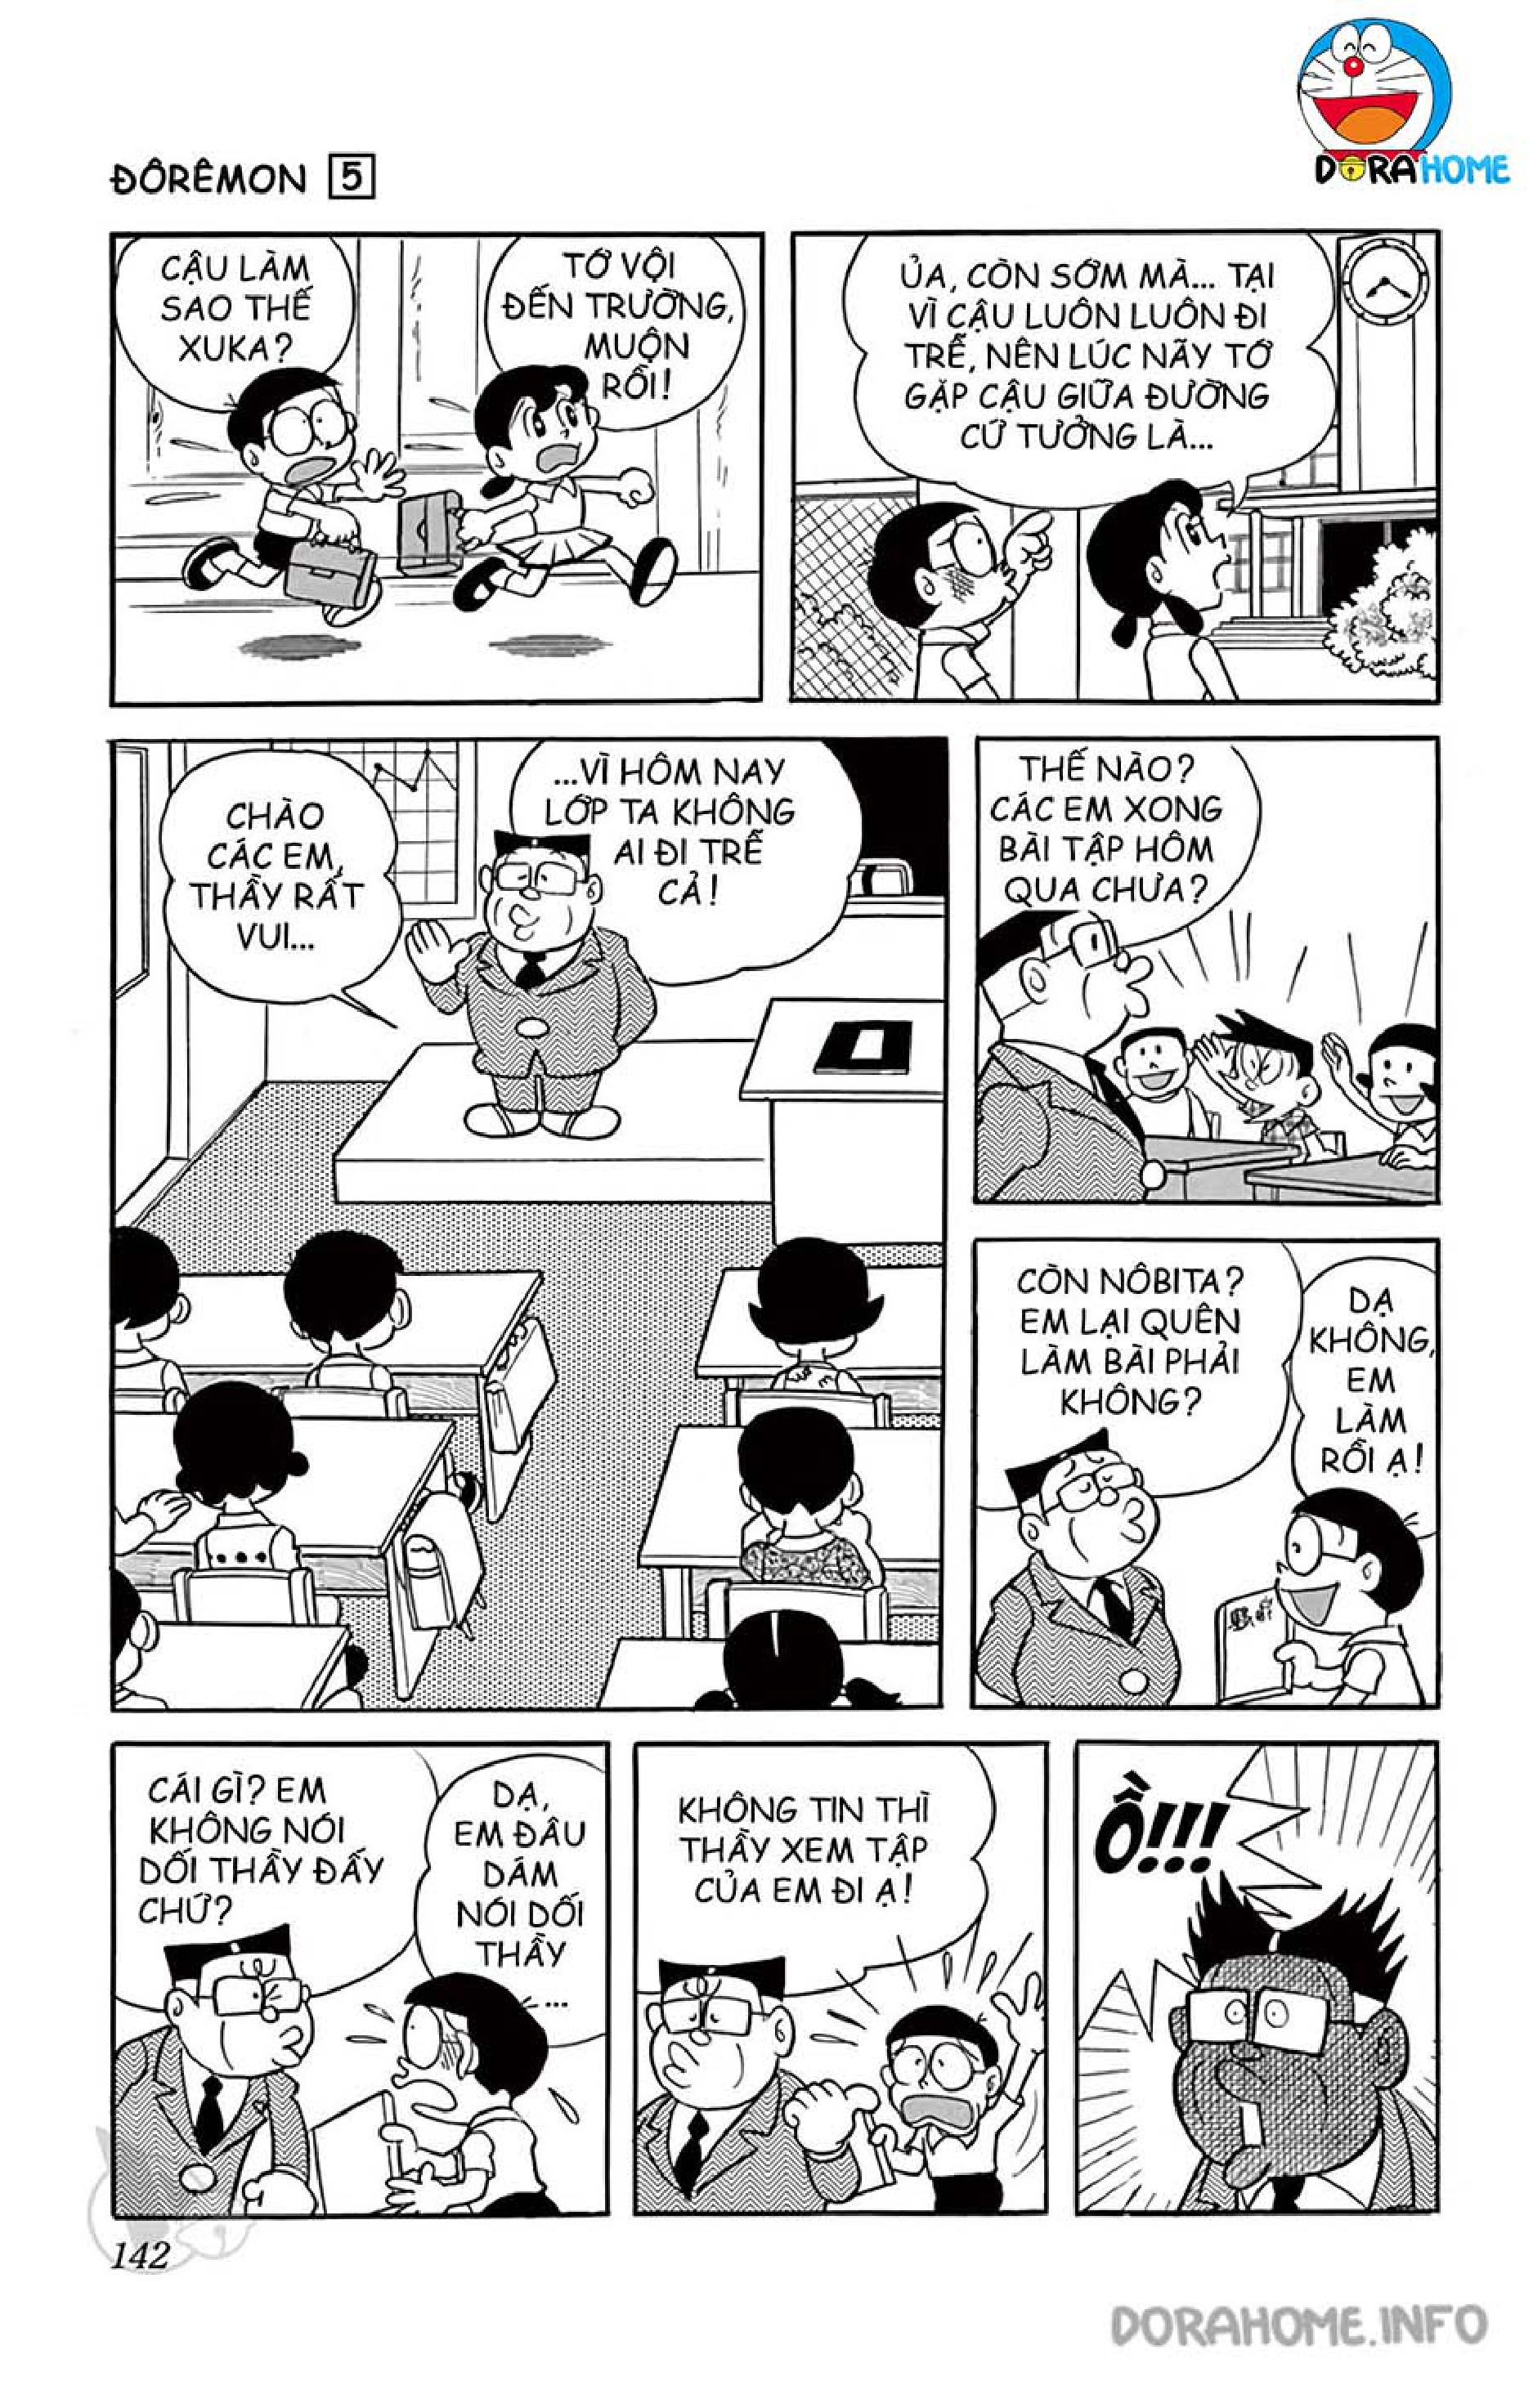 DORAHOME
ĐÔRÊMON 5
CẬU LÀM
SAO THẾ
XUKA?
TỚ VỘI
ĐẾN TRƯỜNG,
MUỘN
RỒI!
ỦA, CÒN SỚM MÀ... TẠI
VÌ CẬU LUÔN LUÔN ĐI
TRỄ, NÊN LÚC NÃY TỚ
GẶP CẬU GIỮA ĐƯỜNG
CỨ TƯỞNG LÀ...
CHÀO
CÁC EM,
THẦY RẤT
VUI...
...VÌ HÔM NAY
LỚP TA KHÔNG
AI ĐI TRỄ
CẢ!
THẾ NÀO?
CÁC EM XONG
BÀI TẬP HÔM
QUA CHƯA?
CÒN NÔBITA?
EM LẠI QUÊN
LÀM BÀI PHẢI
KHÔNG?
DẠ
KHÔNG,
EM
LÀM
RỒI Ạ!
CÁI GÌ? EM
KHÔNG NÓI
DỐI THẦY ĐẤY
CHỨ?
DẠ,
EM ĐÂU
DÁM
NÓI DỐI
THẦY
...
KHÔNG TIN THÌ
THẦY XEM TẬP
CỦA EM ĐI Ạ!
Ồ!!!
142
DORAHOME.INFO